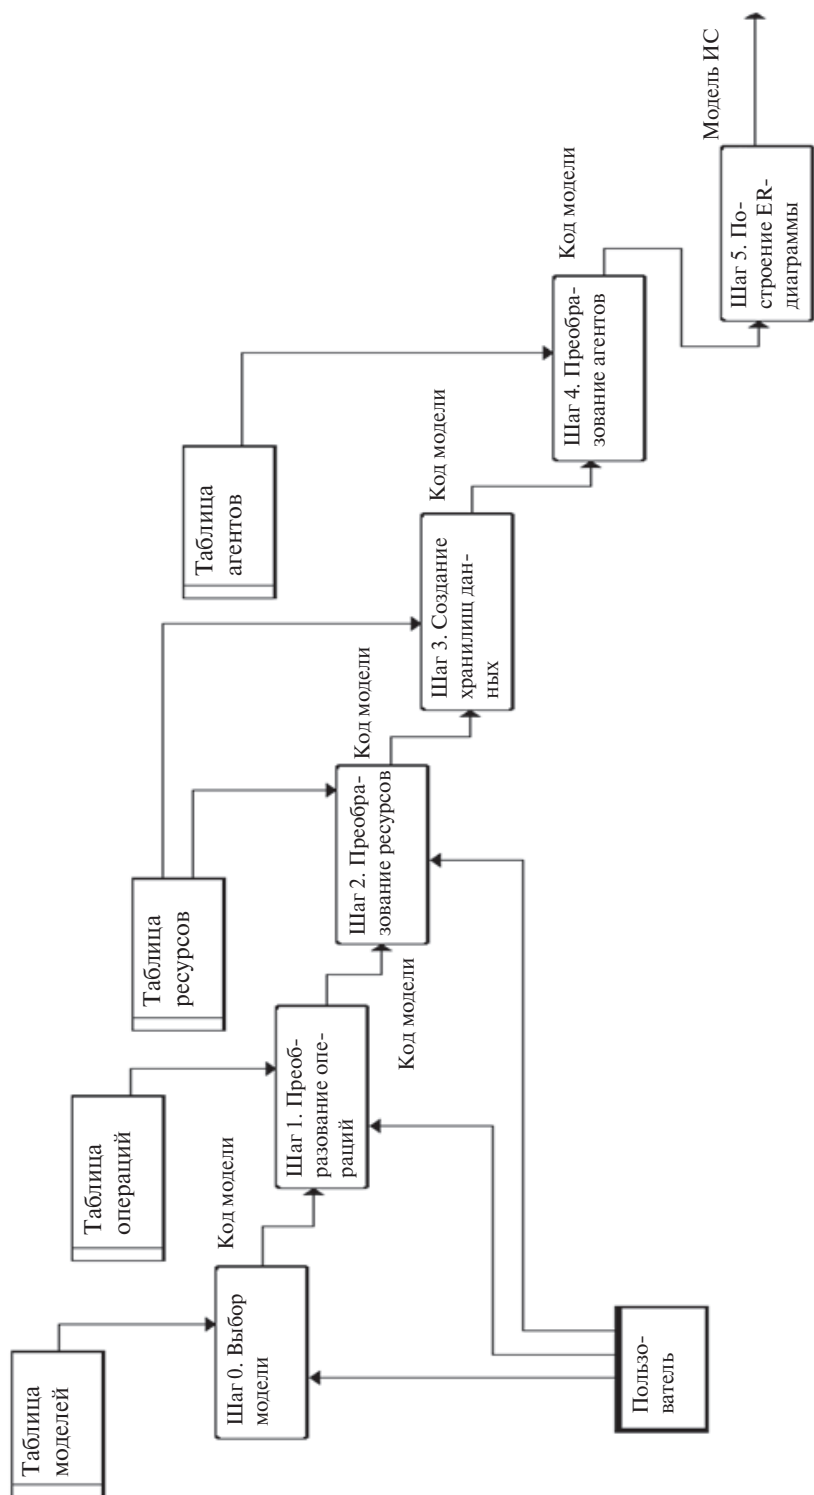 Таблица
моделей
Шаг 0. Выбор
модели
Код модели
Таблица
операций
Шаг 1. Преоб-
разование опе-
раций
Код модели
Таблица
ресурсов
Шаг 2. Преобра-
зование ресурсов
Код модели
Шаг 3. Создание
хранилищ дан-
ных
Код модели
Таблица
агентов
Шаг 4. Преобра-
зование агентов
Код модели
Шаг 5. По-
строение ER-
диаграммы
Модель ИС
Пользо-
ватель